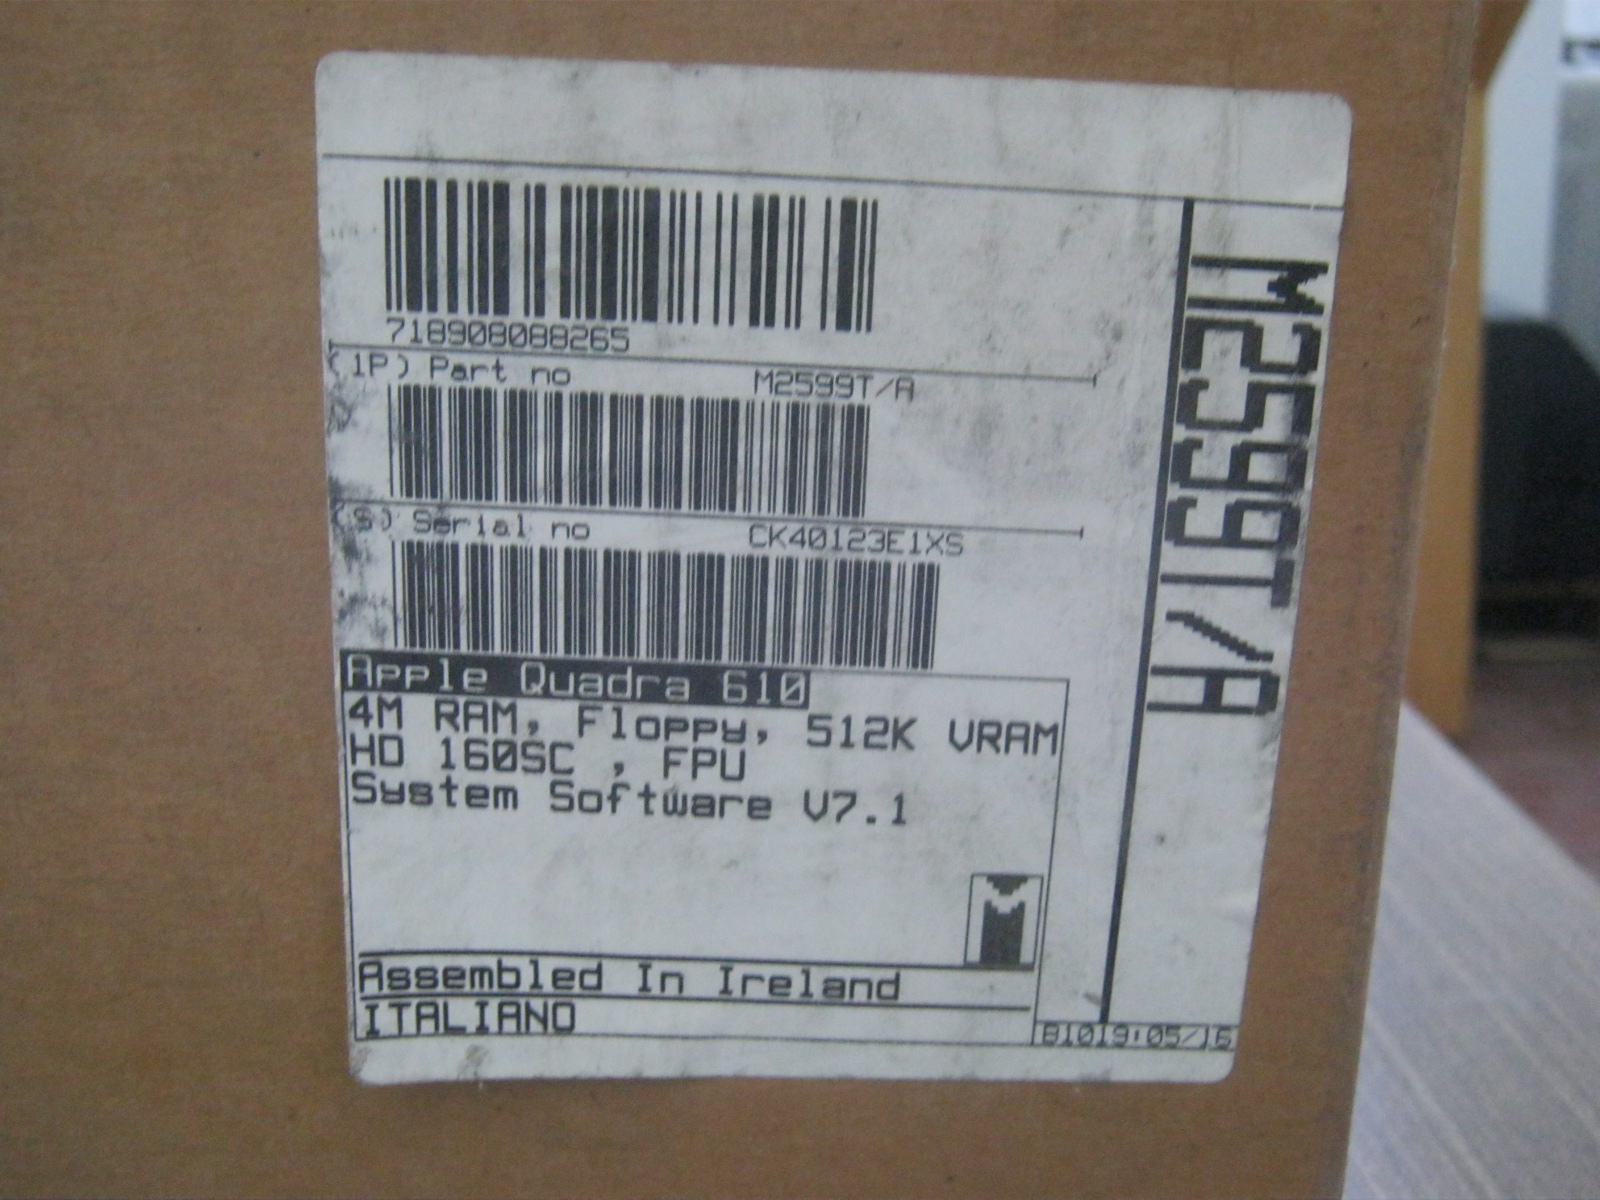 718908088265
(1P) Part no M2599T/A
(S) Serial no CK40123E1XS
Apple Quadra 610
4M RAM, Floppy, 512K VRAM
HD 160SC , FPU
System Software V7.1
Assembled In Ireland
ITALIANO
81019:05/16
M2599T/A